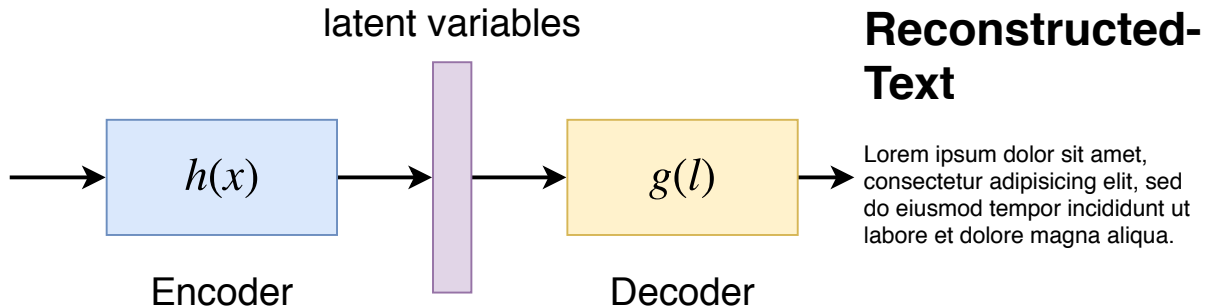 latent variables
Reconstructed-
Text
h(x)
g(l)
Lorem ipsum dolor sit amet,
consectetur adipisicing elit, sed
do eiusmod tempor incididunt ut
labore et dolore magna aliqua.
Encoder
Decoder